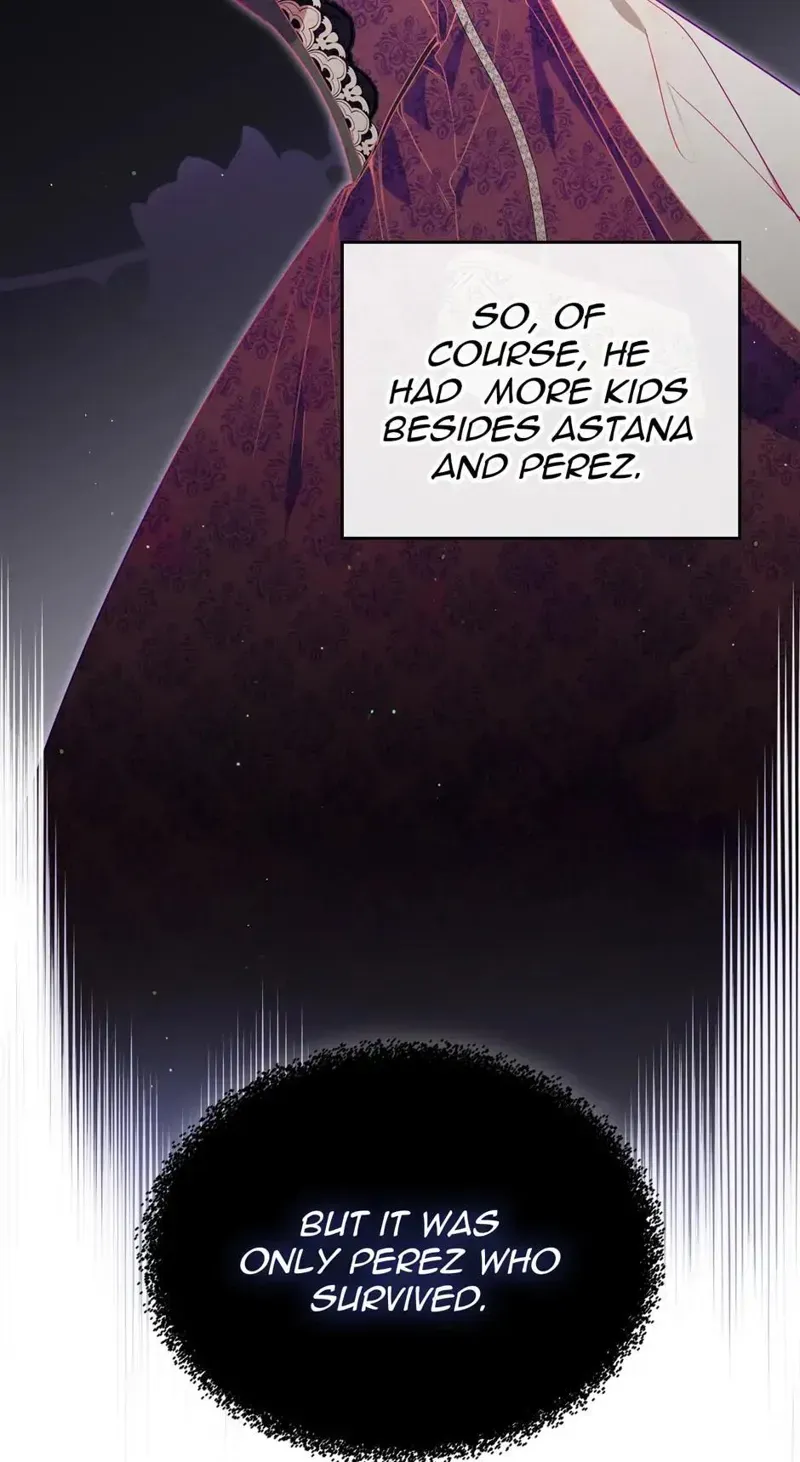 SO, OF
COURSE, HE
HAD MORE KIDS
BESIDES ASTANA
AND PEREZ.
BUT IT WAS
ONLY PEREZ WHO
SURVIVED.